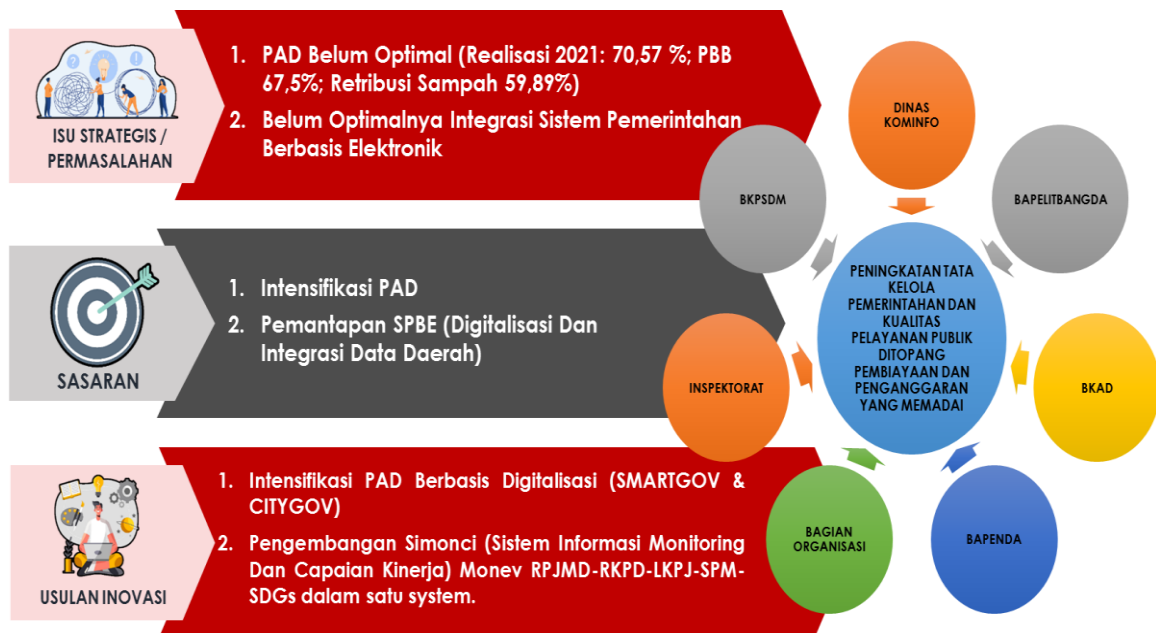 ISU STRATEGIS /
PERMASALAHAN
1. PAD Belum Optimal (Realisasi 2021: 70,57 %; PBB
67,5%; Retribusi Sampah 59,89%)
2. Belum Optimalnya Integrasi Sistem Pemerintahan
Berbasis Elektronik
SASARAN
1. Intensifikasi PAD
2. Pemantapan SPBE (Digitalisasi Dan
Integrasi Data Daerah)
USULAN INOVASI
1. Intensifikasi PAD Berbasis Digitalisasi (SMARTGOV &
CITYGOV)
2. Pengembangan Simonci (Sistem Informasi Monitoring
Dan Capaian Kinerja) Monev RPJMD-RKPD-LKPJ-SPM-
SDGs dalam satu system.
DINAS
KOMINFO
BKPSDM
BAPELITBANGDA
PENINGKATAN TATA
KELOLA
PEMERINTAHAN DAN
KUALITAS
PELAYANAN PUBLIK
DITOPANG
PEMBIAYAAN DAN
PENGANGGARAN
YANG MEMADAI
INSPEKTORAT
BKAD
BAGIAN
ORGANISASI
BAPENDA